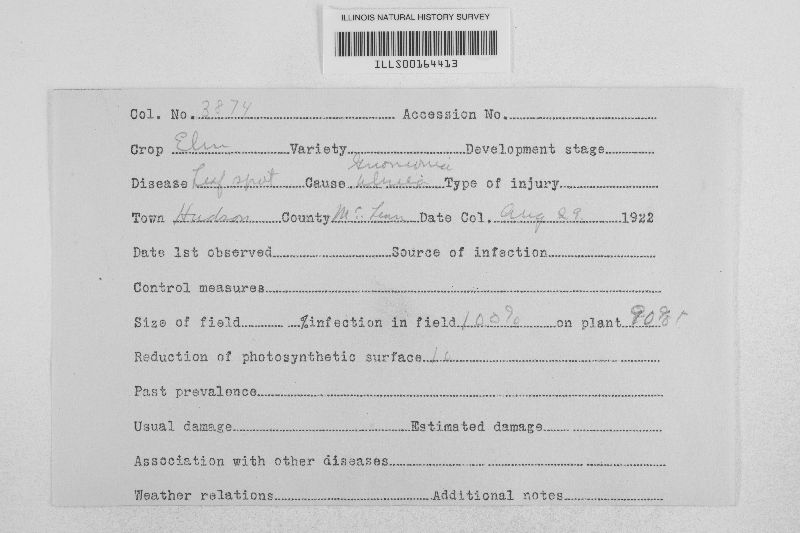 ILLINOIS NATURAL HISTORY SURVEY
ILLS00164413
Col. No. 3874 Accession No.
Crop Elm Variety Development stage
Gnomonia
Disease Leaf spot Cause ulmea Type of injury
Town Hudson County McLean Date Col. Aug 29 1922
Date 1st observed Source of infection
Control measures
Size of field %infection in field 100% on plant 90%
Reduction of photosynthetic surface 10
Past prevalence
Usual damage Estimated damage
Association with other diseases
Weather relations Additional notes